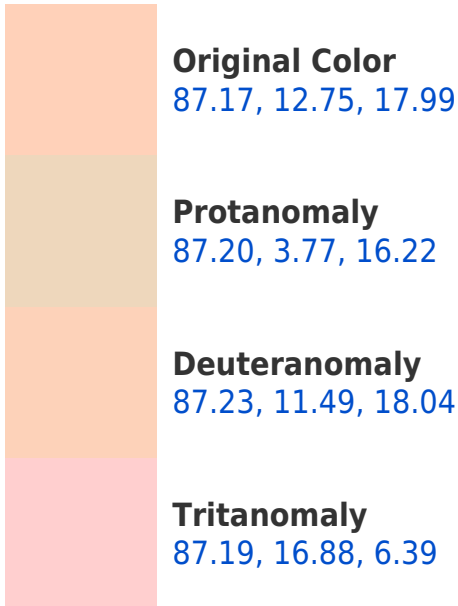 Original Color
87.17, 12.75, 17.99
Protanomaly
87.20, 3.77, 16.22
Deuteranomaly
87.23, 11.49, 18.04
Tritanomaly
87.19, 16.88, 6.39